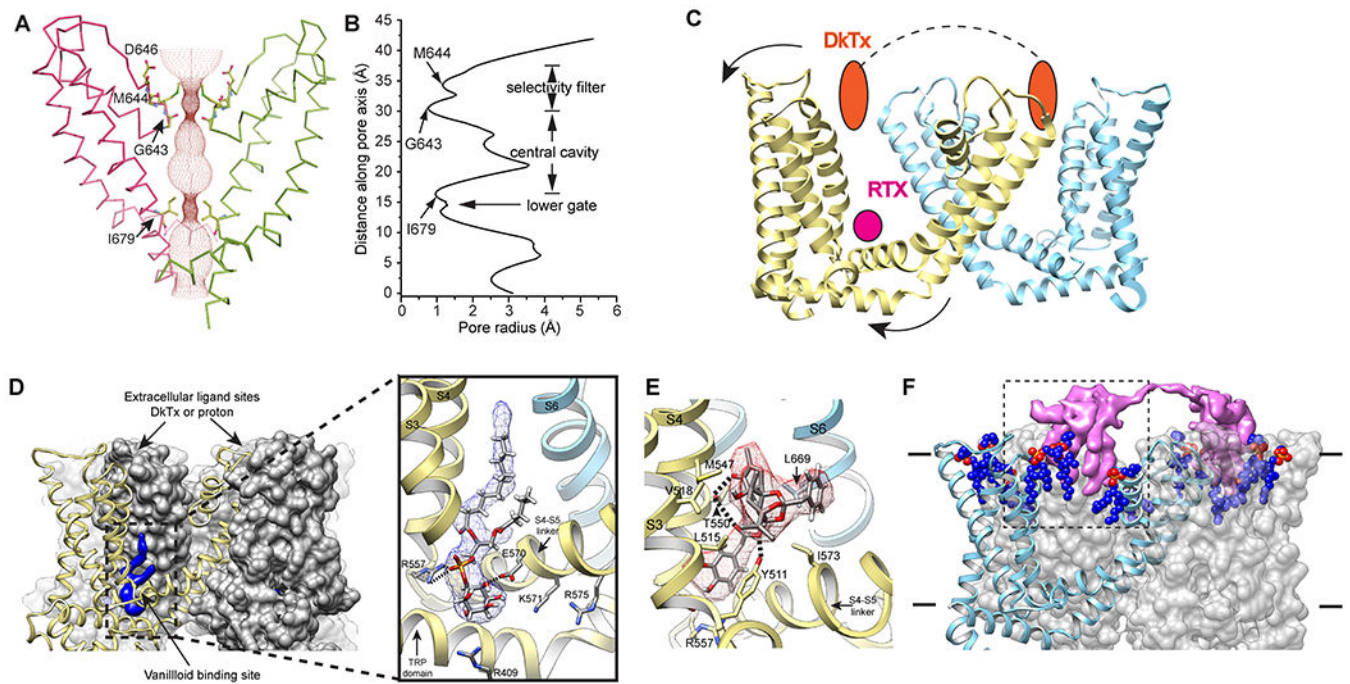 A
D646
M644
G643
I679
B
Distance along pore axis (Å)
45
40
35
30
25
20
15
10
5
0
M644
G643
I679
selectivity filter
central cavity
lower gate
0 1 2 3 4 5 6
Pore radius (Å)
C
DkTx
RTX
D
Extracellular ligand sites
DkTx or proton
Vanillloid binding site
S4
S3
S6
S4-S5
linker
R557
E570
K571
R575
TRP
domain
R409
E
S4
S6
M547
L669
V518
S3
T550
L515
I573
Y511
S4-S5
linker
R557
F